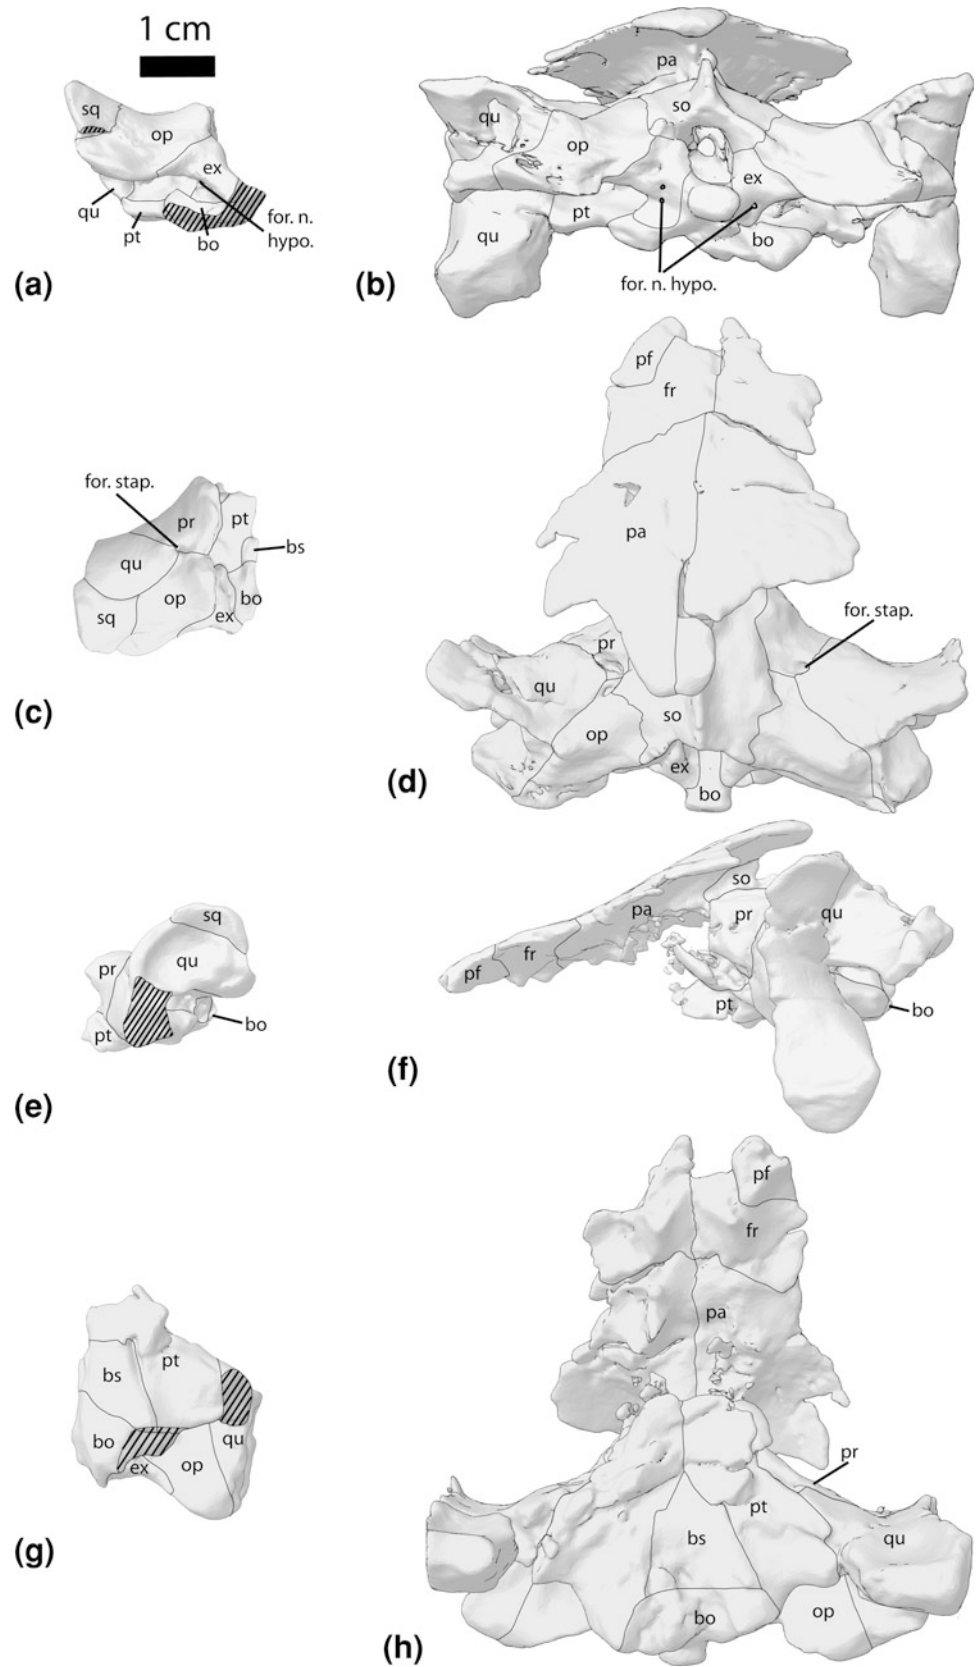 1 cm
sq
op
ex
qu
pt
bo
for. n.
hypo.
(a)
pa
so
qu
op
ex
pt
qu
bo
for. n. hypo.
(b)
for. stap.
pr
pt
bs
qu
op
bo
sq
ex
(c)
pf
fr
pa
for. stap.
pr
qu
so
op
ex
bo
(d)
sq
pr
qu
pt
bo
(e)
so
pa
pr
qu
fr
pf
pt
bo
(f)
pt
bs
bo
qu
ex
op
(g)
pf
fr
pa
pr
pt
bs
qu
bo
op
(h)